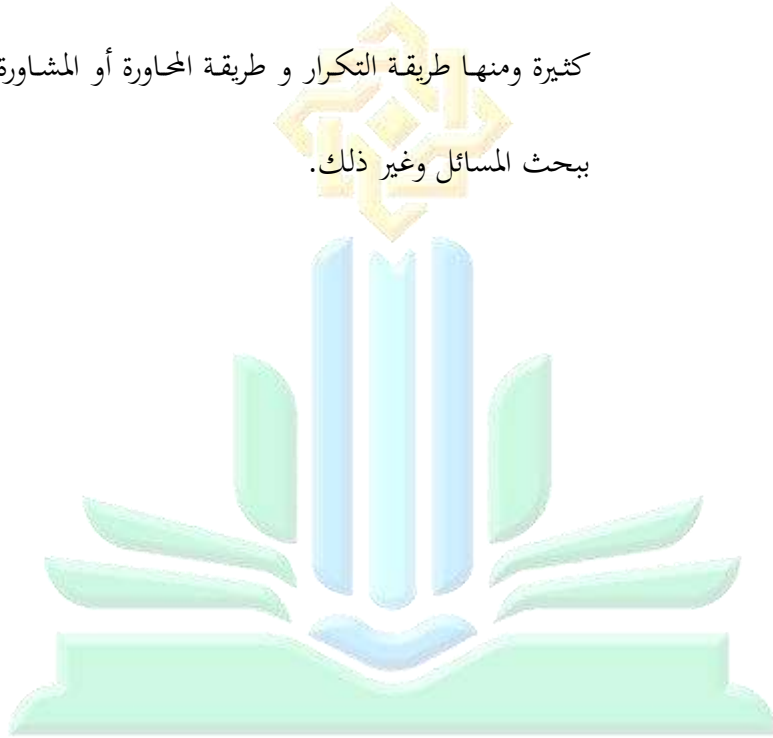 كثيرة ومنها طريقة التكرار و طريقة المحاورة أو المشاورة
ببحث المسائل وغير ذلك.